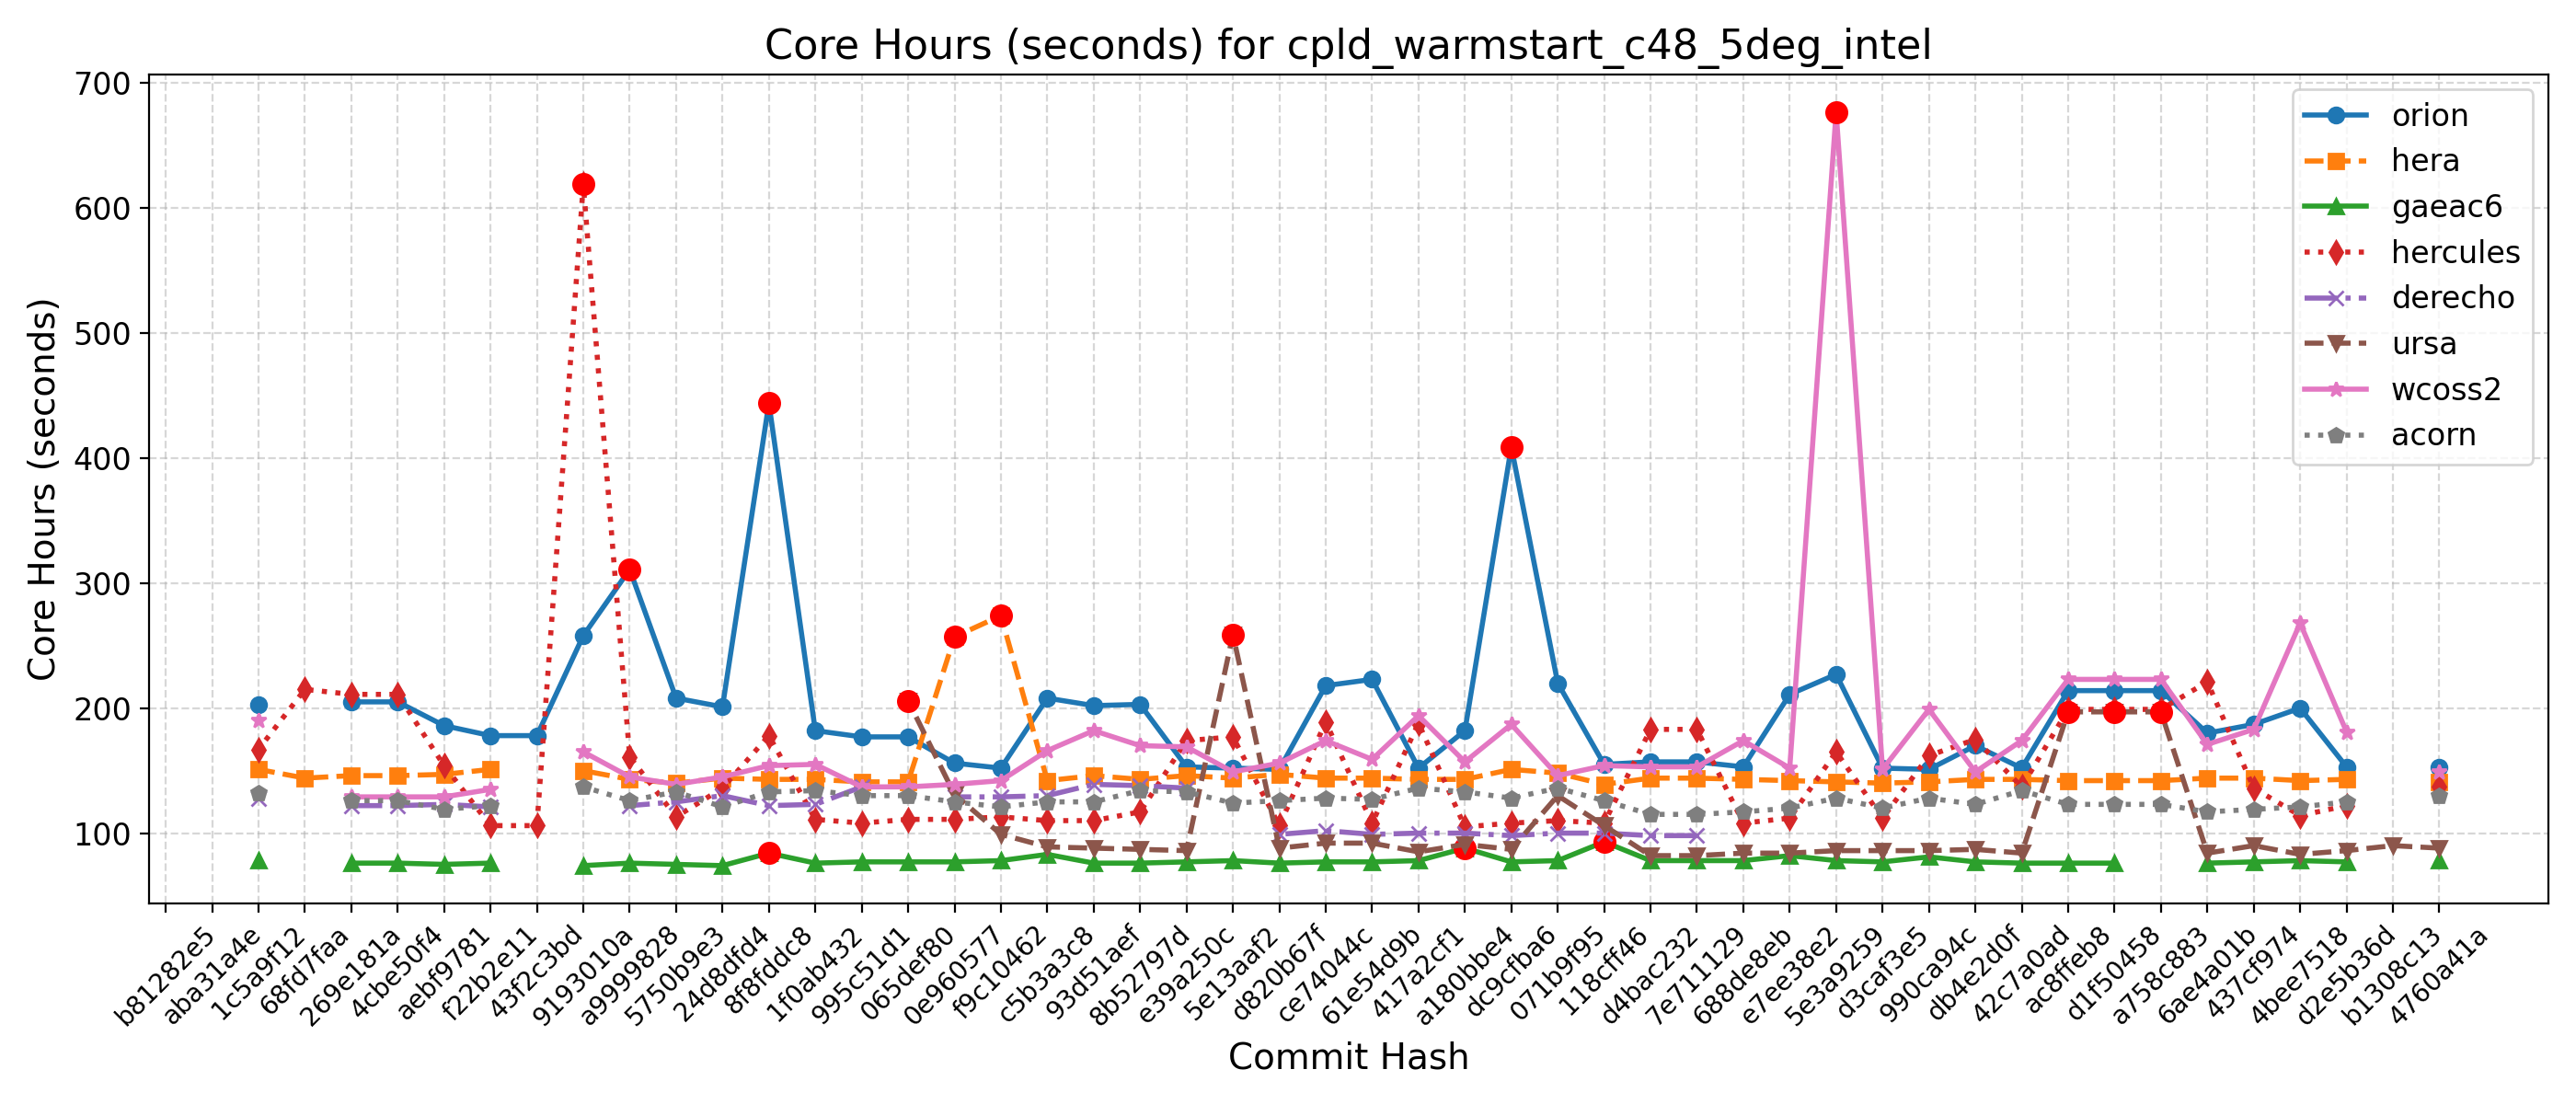 Core Hours (seconds) for cpld_warmstart_c48_5deg_intel
Core Hours (seconds)
700
600
500
400
300
200
100
orion
hera
gaeac6
hercules
derecho
ursa
wcoss2
acorn
b81282e5
aba31a4e
1c5a9f12
68fd7faa
269e181a
4cbe50f4
aebf9781
f22b2e11
43f2c3bd
9193010a
a9999828
5750b9e3
24d8dfd4
8f8fddc8
1f0ab432
995c51d1
065def80
0e960577
f9c10462
c5b3a3c8
93d51aef
8b52797d
e39a250c
5e13aaf2
d820b67f
ce74044c
61e54d9b
417a2cf1
a180bbe4
dc9cfba6
071b9f95
118cff46
d4bac232
7e711129
688de8eb
e7ee38e2
5e3a9259
d3caf3e5
990ca94c
db4e2d0f
42c7a0ad
ac8ffeb8
d1f50458
a758c883
6ae4a01b
437cf974
4bee7518
d2e5b36d
b1308c13
4760a41a
Commit Hash